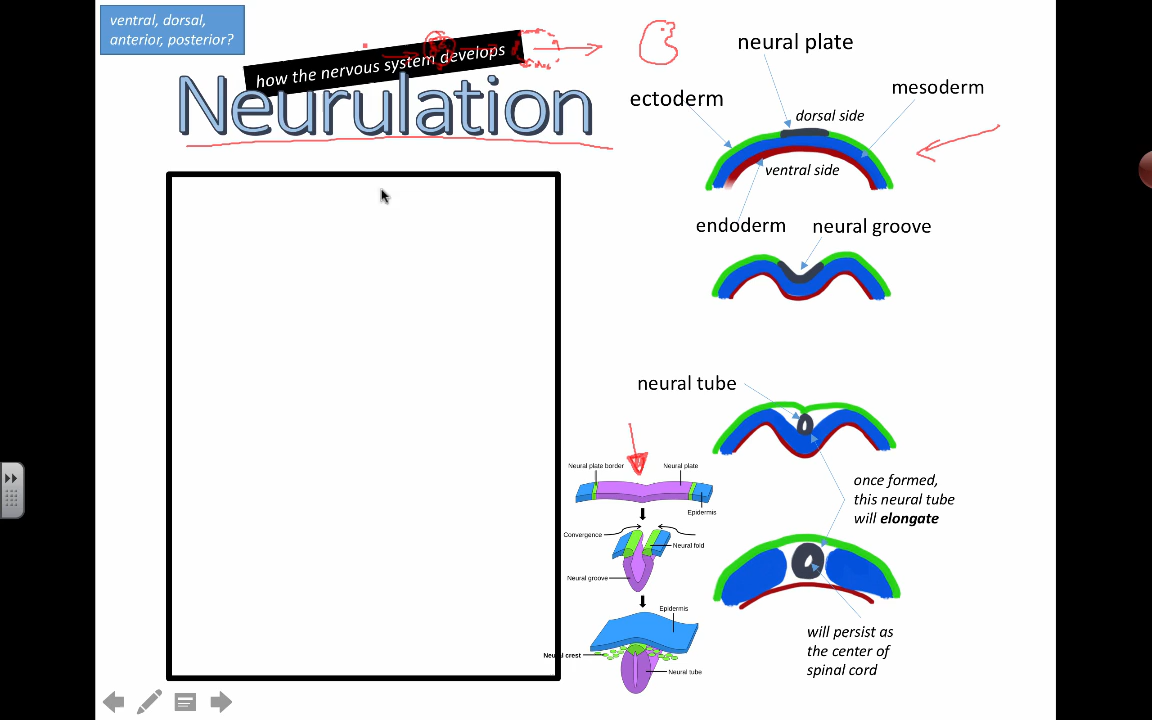 ventral, dorsal,
anterior, posterior?
how the nervous system develops
Neurulation
neural plate
ectoderm
mesoderm
dorsal side
ventral side
endoderm
neural groove
neural tube
once formed,
this neural tube
will elongate
will persist as
the center of
spinal cord
Neural plate border
Neural plate
Epidermis
Convergence
Neural fold
Neural groove
Epidermis
Neural crest
Neural tube